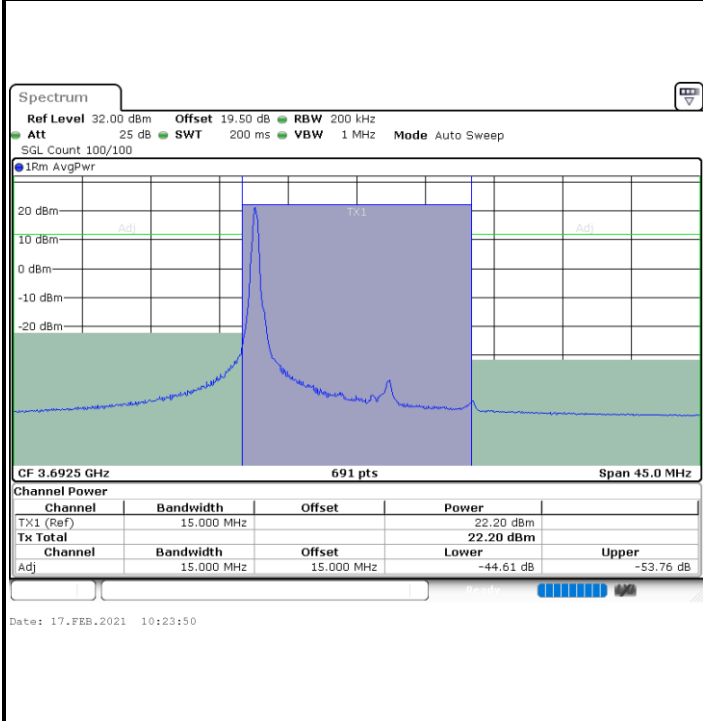 Spectrum
Ref Level 32.00 dBm Offset 19.50 dB RBW 200 kHz
Att 25 dB SWT 200 ms VBW 1 MHz Mode Auto Sweep
SGL Count 100/100
1Rm AvgPwr
20 dBm
TX1
Adj
Adj
10 dBm
0 dBm
-10 dBm
-20 dBm
CF 3.6925 GHz 691 pts Span 45.0 MHz
Channel Power
Channel Bandwidth Offset Power
TX1 (Ref) 15.000 MHz 22.20 dBm
Tx Total 22.20 dBm
Channel Bandwidth Offset Lower Upper
Adj 15.000 MHz 15.000 MHz -44.61 dB -53.76 dB
Ready
Date: 17.FEB.2021 10:23:50